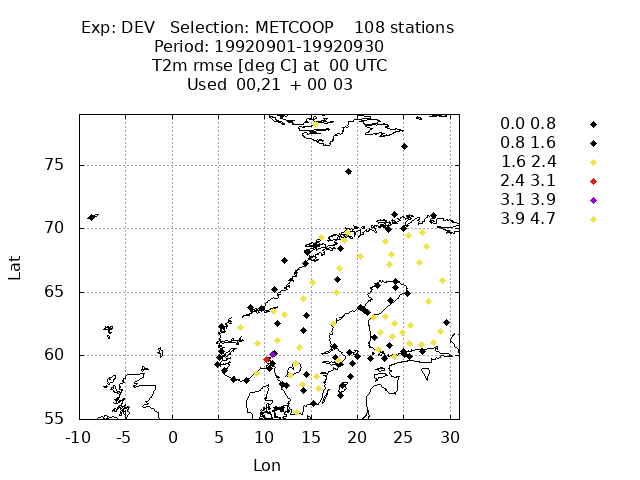 Exp: DEV Selection: METCOOP 108 stations
Period: 19920901-19920930
T2m rmse [deg C] at 00 UTC
Used 00,21 + 00 03
0.0 0.8
0.8 1.6
1.6 2.4
2.4 3.1
3.1 3.9
3.9 4.7
75
70
65
60
55
Lat
-10 -5 0 5 10 15 20 25 30
Lon